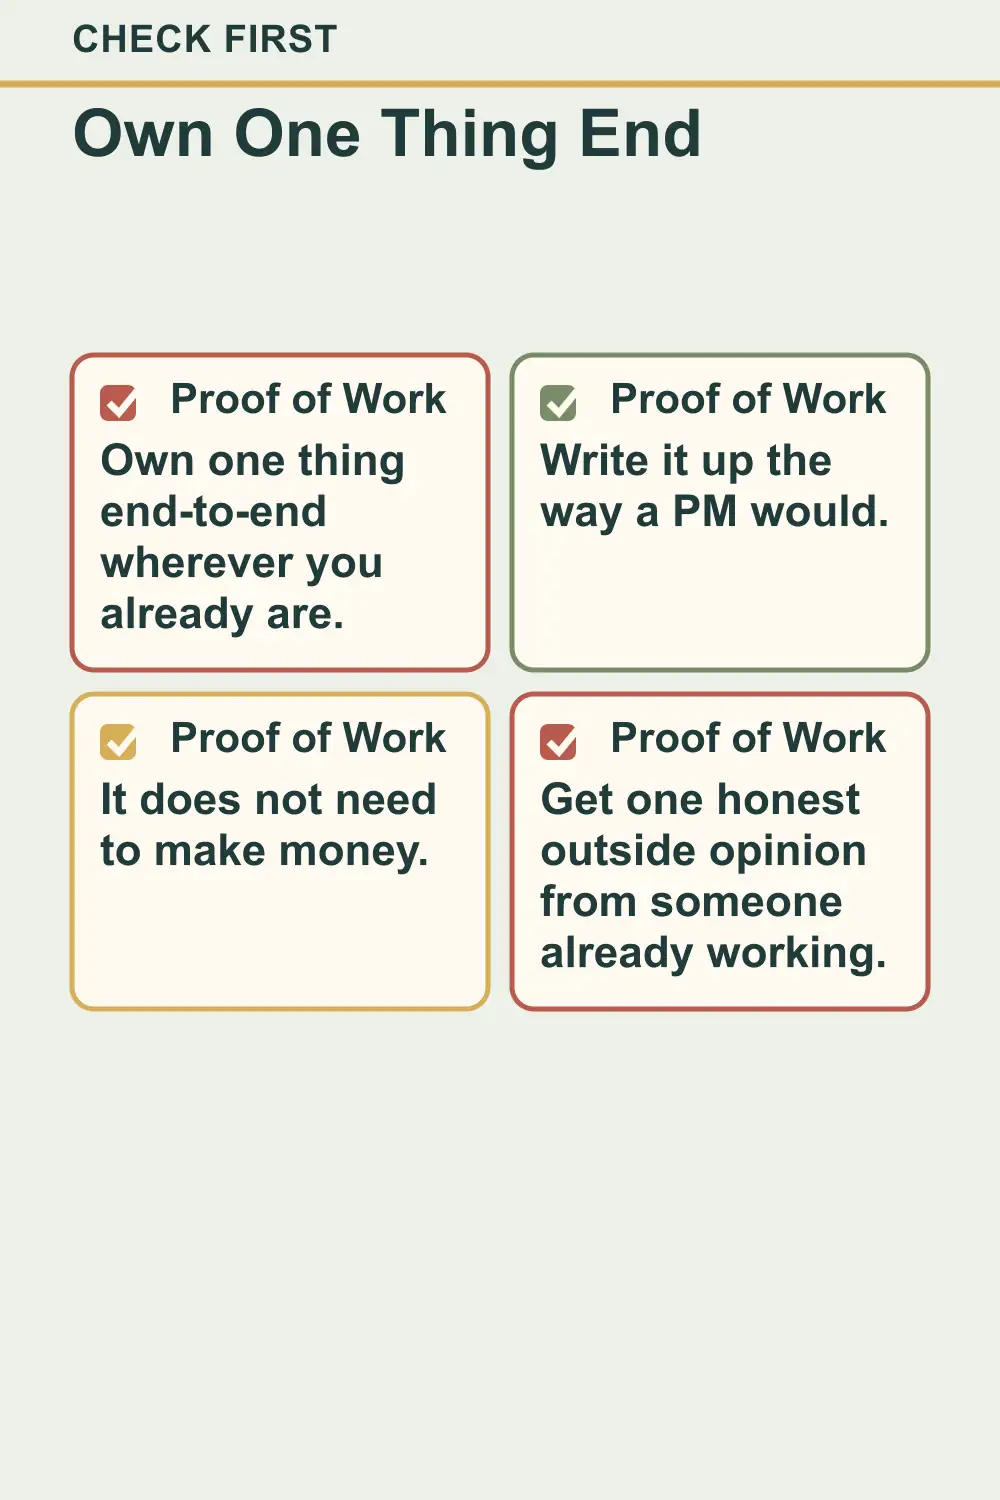 CHECK FIRST
Own One Thing End
Proof of Work
Own one thing
end-to-end
wherever you
already are.
Proof of Work
Write it up the
way a PM would.
Proof of Work
It does not need
to make money.
Proof of Work
Get one honest
outside opinion
from someone
already working.